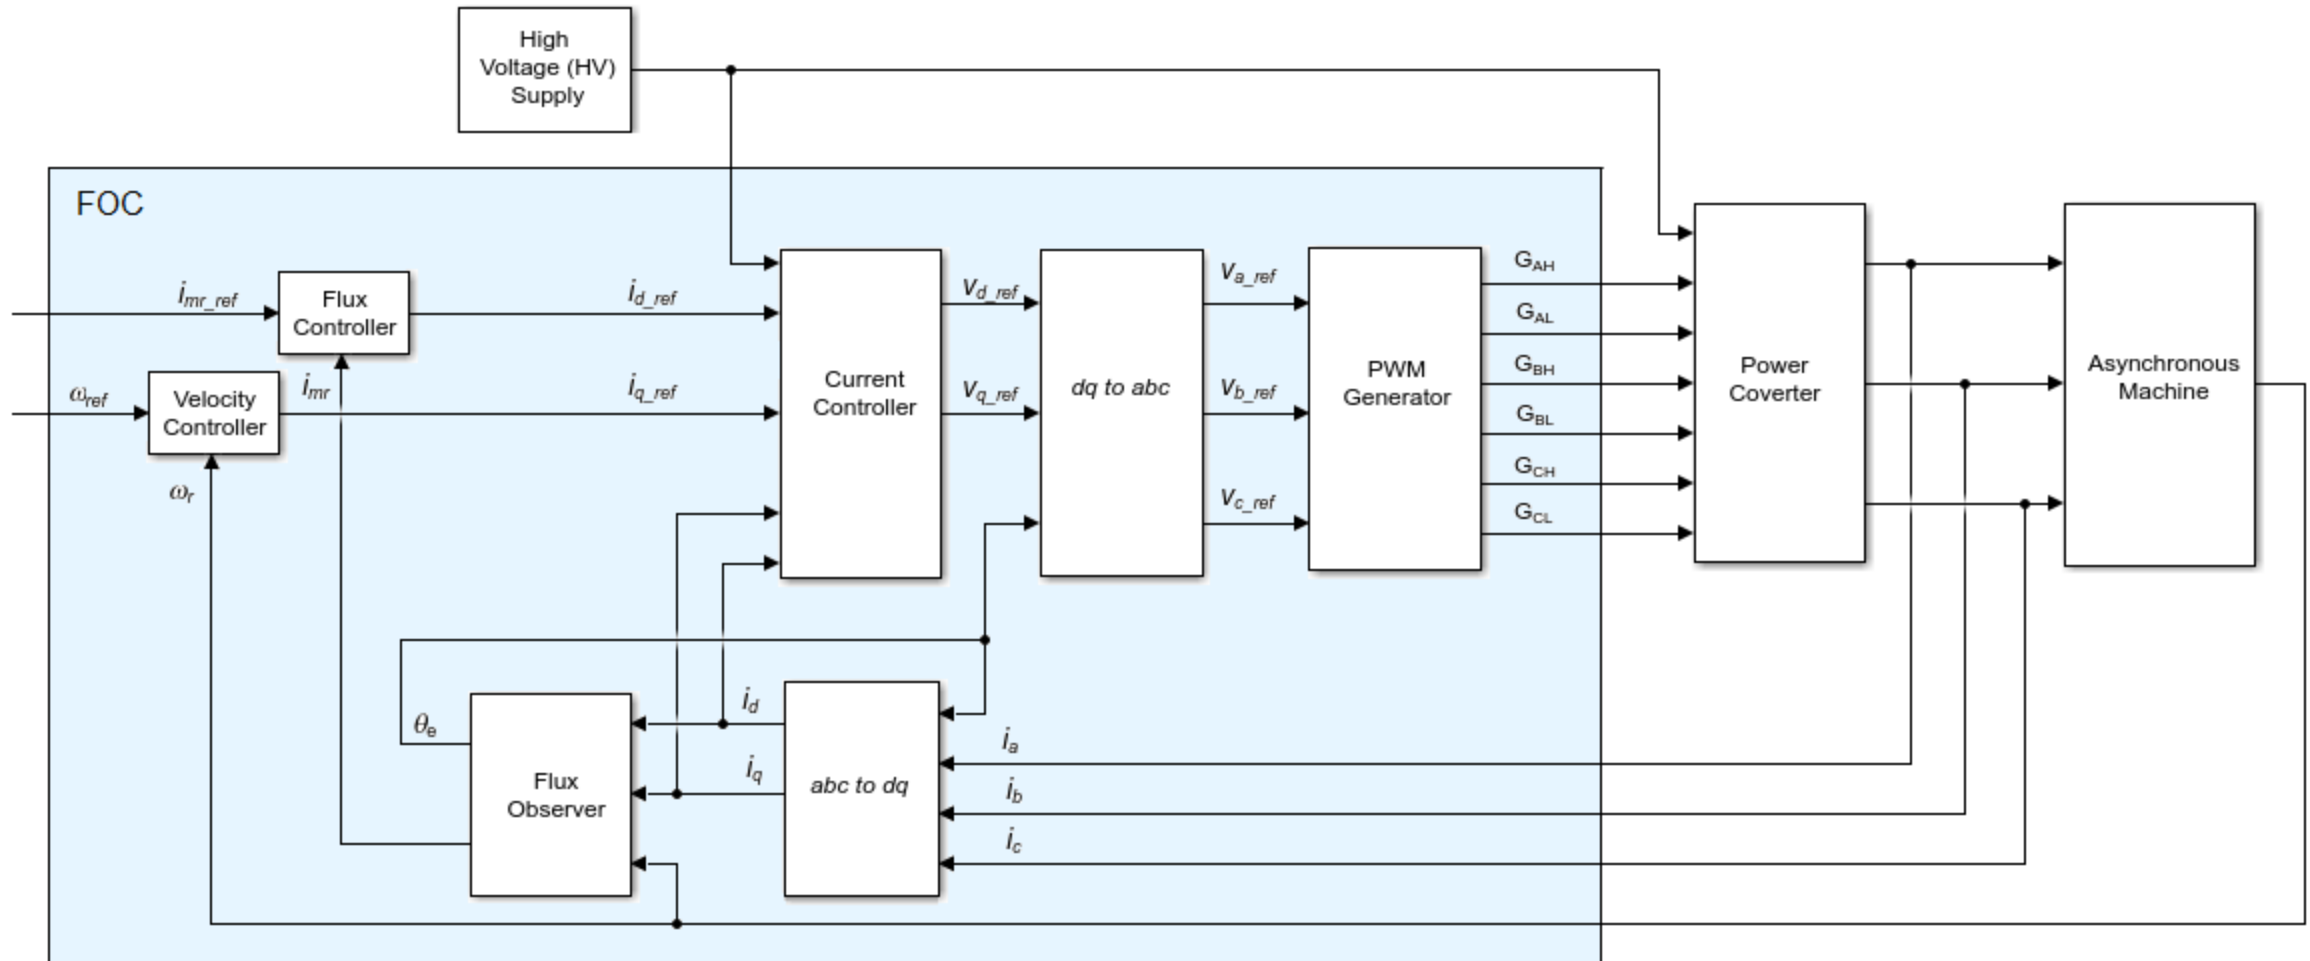 High
Voltage (HV)
Supply
FOC
i_mr_ref
Flux
Controller
i_d_ref
ω_ref
Velocity
Controller
i_mr
i_q_ref
ω_r
Current
Controller
v_d_ref
v_q_ref
dq to abc
v_a_ref
v_b_ref
v_c_ref
PWM
Generator
G_AH
G_AL
G_BH
G_BL
G_CH
G_CL
Power
Coverter
Asynchronous
Machine
θ_e
Flux
Observer
i_d
i_q
abc to dq
i_a
i_b
i_c